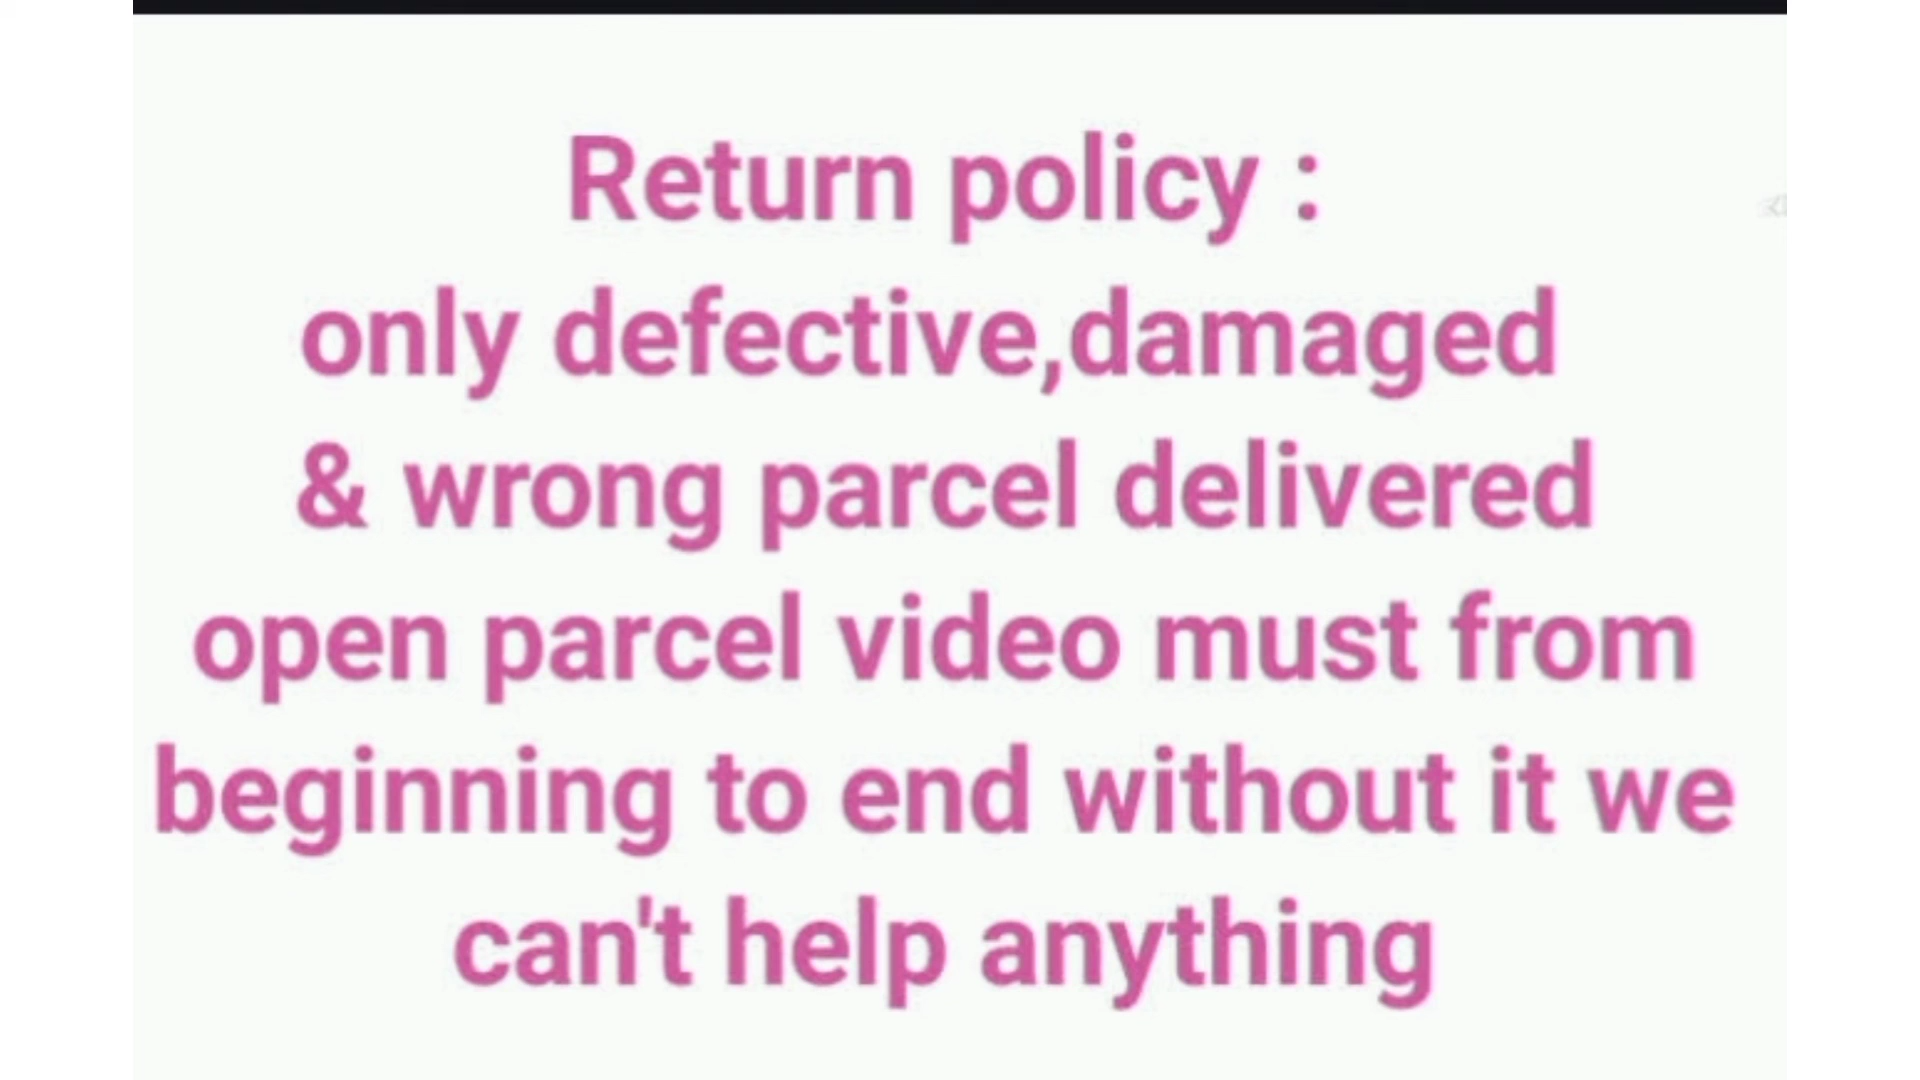 Return policy :
only defective,damaged
& wrong parcel delivered
open parcel video must from
beginning to end without it we
can't help anything